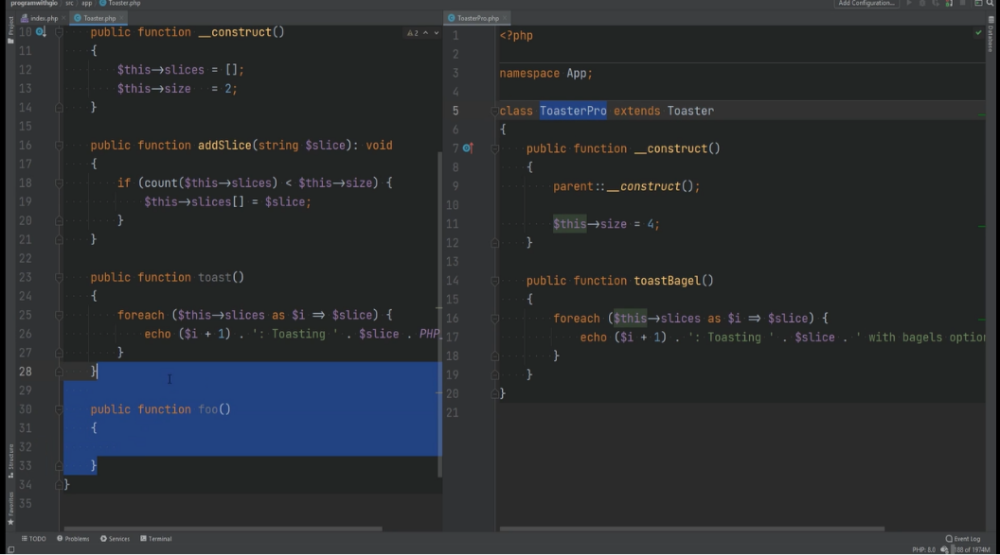 programwithgio src app Toaster.php Add Configuration...
index.php Toaster.php
10 public function __construct() 2
11 {
12 $this→slices = [];
13 $this→size = 2;
14 }
15
16 public function addSlice(string $slice): void
17 {
18 if (count($this→slices) < $this→size) {
19 $this→slices[] = $slice;
20 }
21 }
22
23 public function toast()
24 {
25 foreach ($this→slices as $i ⇒ $slice) {
26 echo ($i + 1) . ': Toasting ' . $slice . PHP
27 }
28 }
29
30 public function foo()
31 {
32
33 }
34 }
35
ToasterPro.php
1 <?php
2
3 namespace App;
4
5 class ToasterPro extends Toaster
6 {
7 public function __construct()
8 {
9 parent::__construct();
10
11 $this→size = 4;
12 }
13
14 public function toastBagel()
15 {
16 foreach ($this→slices as $i ⇒ $slice) {
17 echo ($i + 1) . ': Toasting ' . $slice . ' with bagels optio
18 }
19 }
20 }
21
Project
Structure
Favorites
Database
TODO Problems Services Terminal Event Log
PHP: 8.0 188 of 1974M